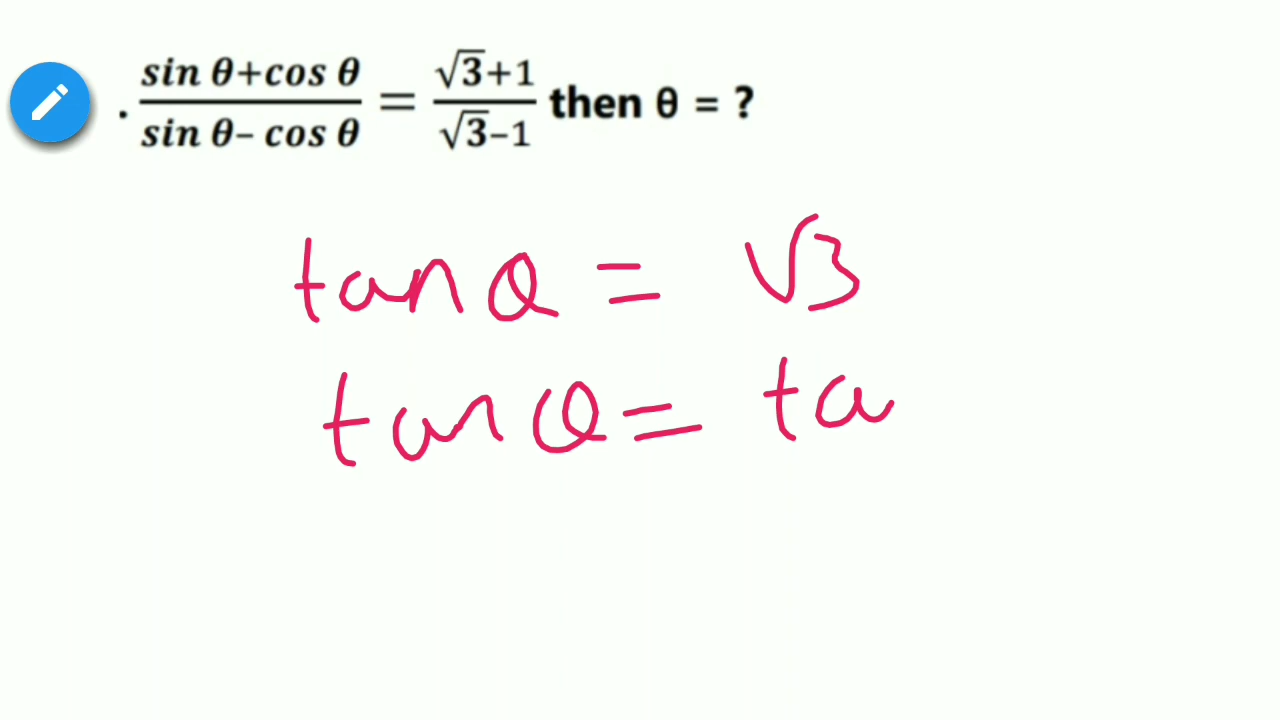 . sin θ+cos θ / sin θ− cos θ = √3+1 / √3−1 then θ = ?
tan θ = √3
tan θ = ta